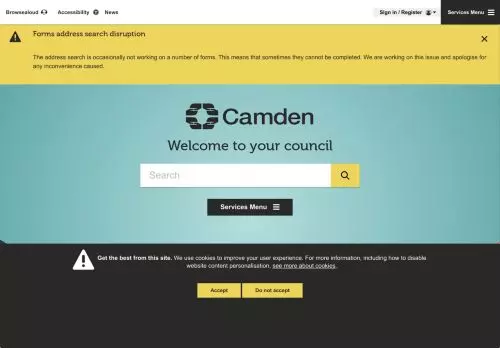 Browsealoud Accessibility News Sign in / Register Services Menu
Forms address search disruption
The address search is occasionally not working on a number of forms. This means that sometimes they cannot be completed. We are working on this issue and apologise for
any inconvenience caused.
Camden
Welcome to your council
Search
Services Menu
Get the best from this site. We use cookies to improve your user experience. For more information, including how to disable
website content personalisation, see more about cookies.
Accept Do not accept